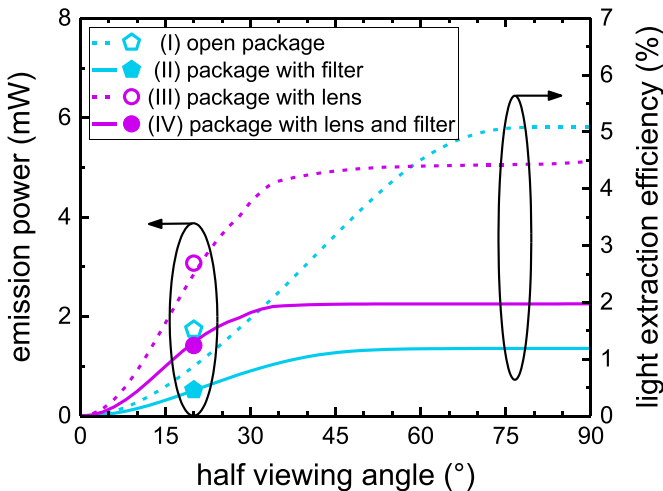 8
6
4
2
0
emission power (mW)
(I) open package
(II) package with filter
(III) package with lens
(IV) package with lens and filter
7
6
5
4
3
2
1
0
light extraction efficiency (%)
0 15 30 45 60 75 90
half viewing angle (°)